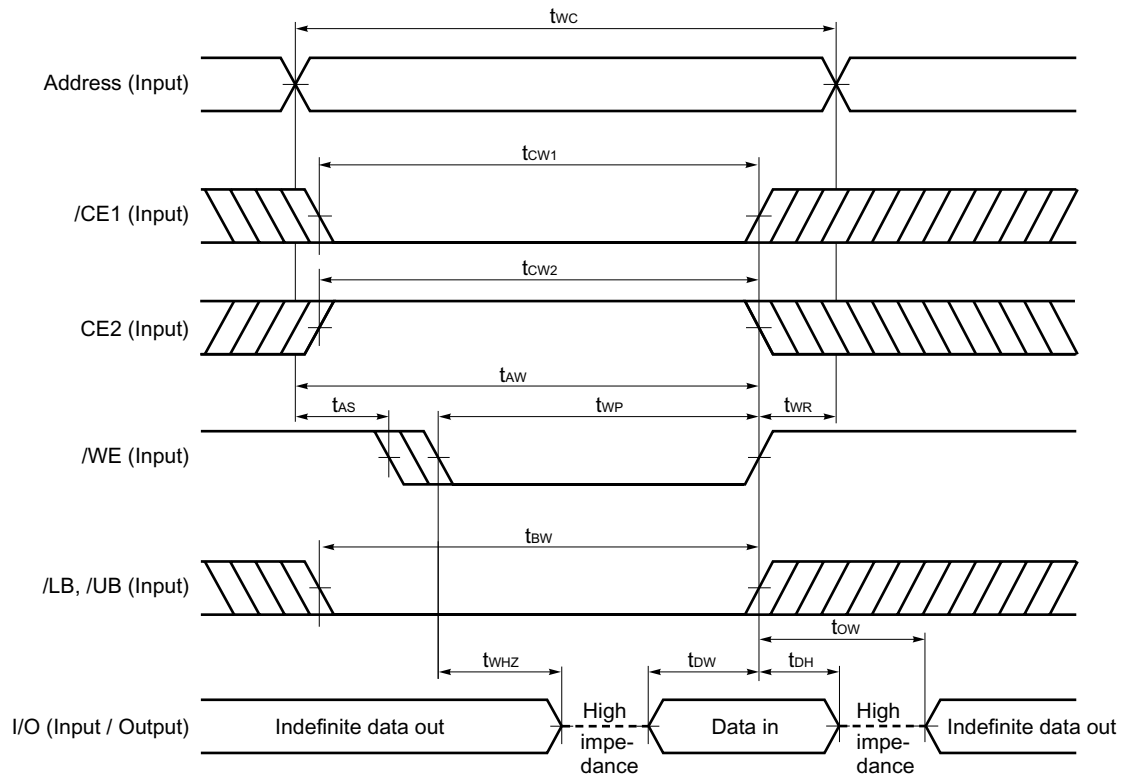 tWC
Address (Input)
tCW1
/CE1 (Input)
tCW2
CE2 (Input)
tAW
tAS
tWP
tWR
/WE (Input)
tBW
/LB, /UB (Input)
tOW
tWHZ
tDW
tDH
I/O (Input / Output)
Indefinite data out
High
impe-
dance
Data in
High
impe-
dance
Indefinite data out